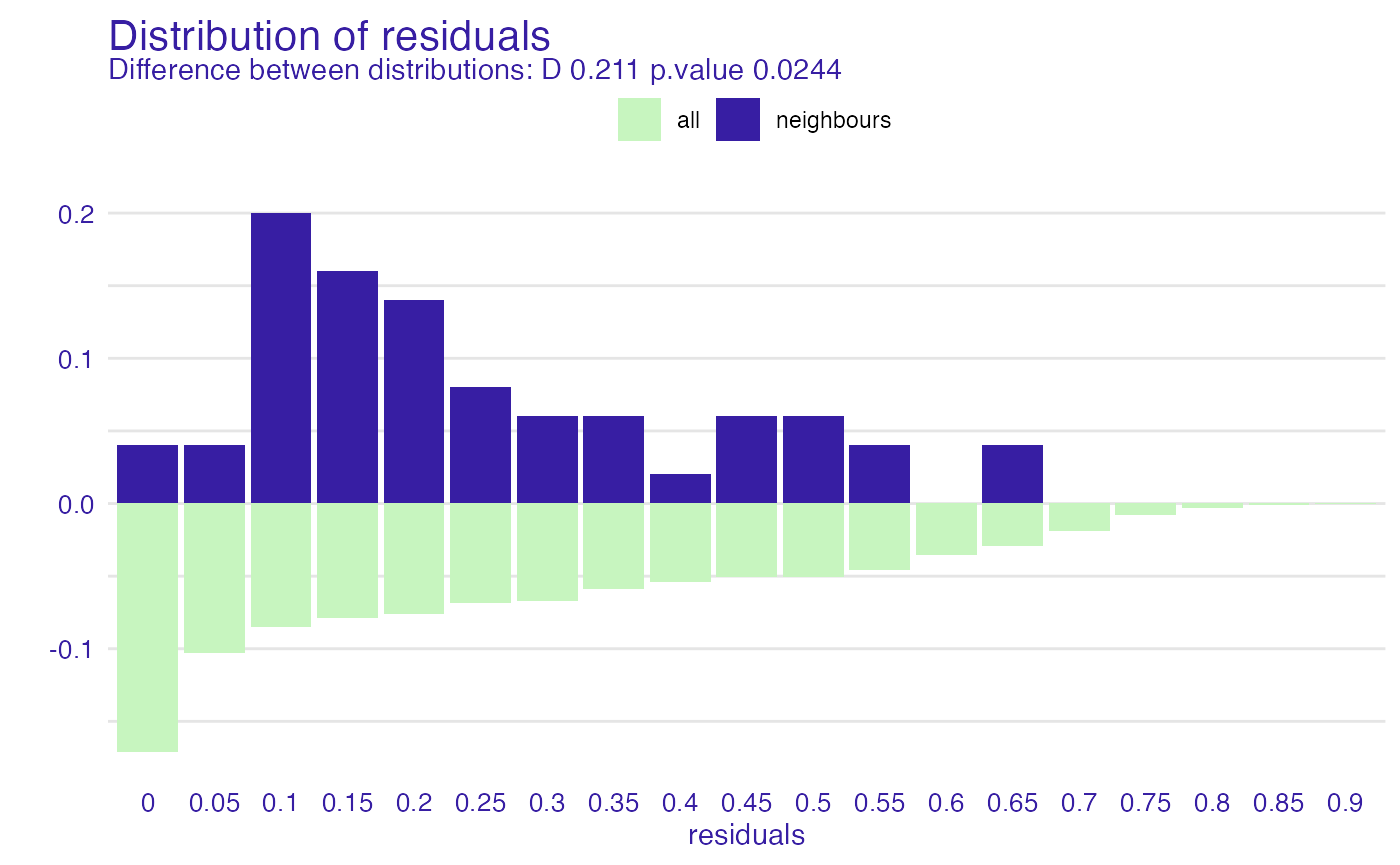 Distribution of residuals
Difference between distributions: D 0.211 p.value 0.0244
all neighbours
0.2
0.1
0.0
-0.1
0 0.05 0.1 0.15 0.2 0.25 0.3 0.35 0.4 0.45 0.5 0.55 0.6 0.65 0.7 0.75 0.8 0.85 0.9
residuals